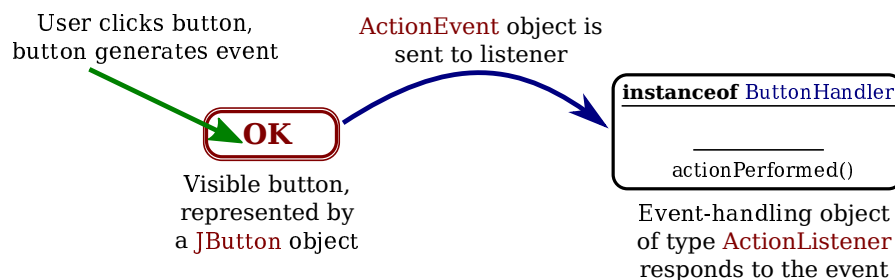 User clicks button,
button generates event
ActionEvent object is
sent to listener
OK
Visible button,
represented by
a JButton object
instanceof ButtonHandler
actionPerformed()
Event-handling object
of type ActionListener
responds to the event